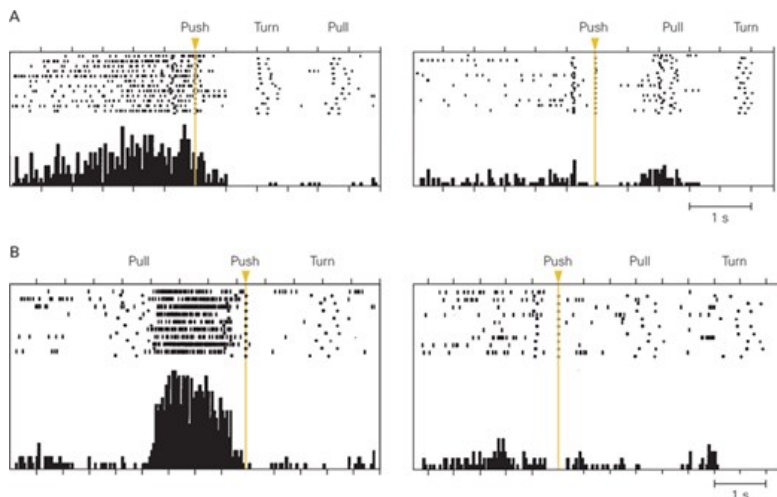 A
Push Turn Pull
Push Pull Turn
1 s
B
Pull Push Turn
Push Pull Turn
1 s